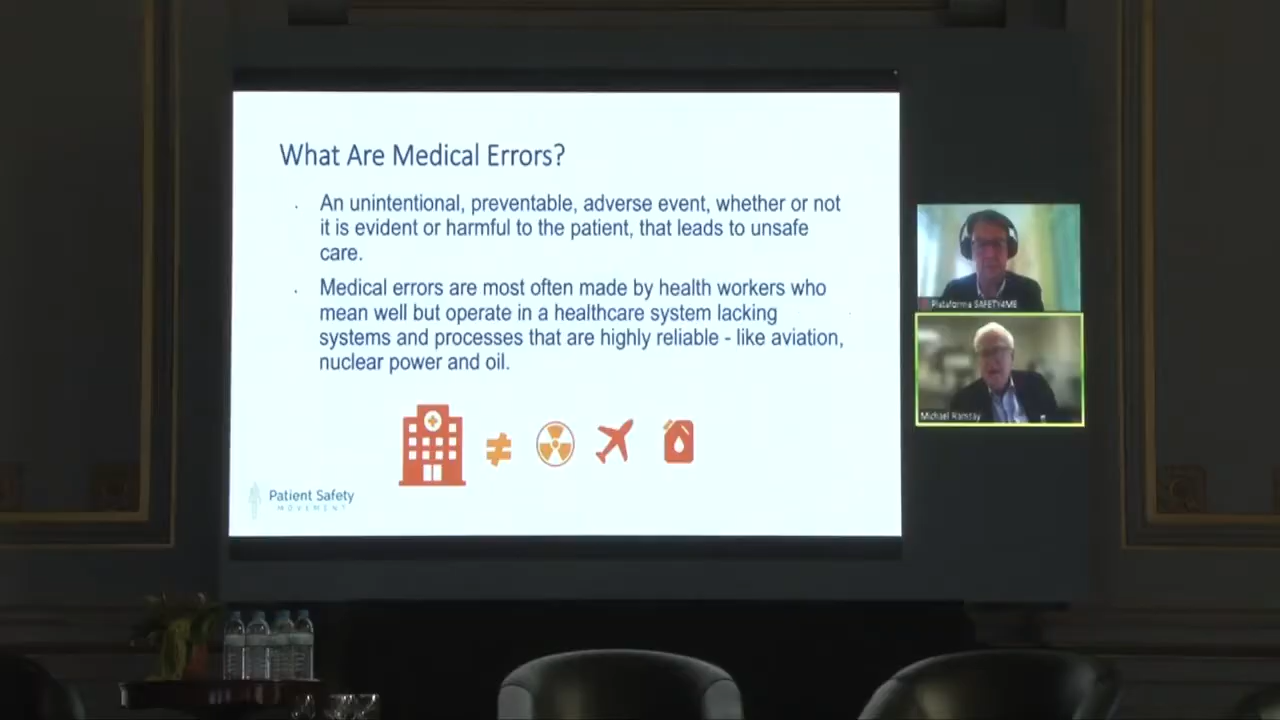 What Are Medical Errors?
An unintentional, preventable, adverse event, whether or not
it is evident or harmful to the patient, that leads to unsafe
care.
Medical errors are most often made by health workers who
mean well but operate in a healthcare system lacking
systems and processes that are highly reliable - like aviation,
nuclear power and oil.
≠
Patient Safety
MOVEMENT
Plataforma SAFETY4ME
Michael Ramsay